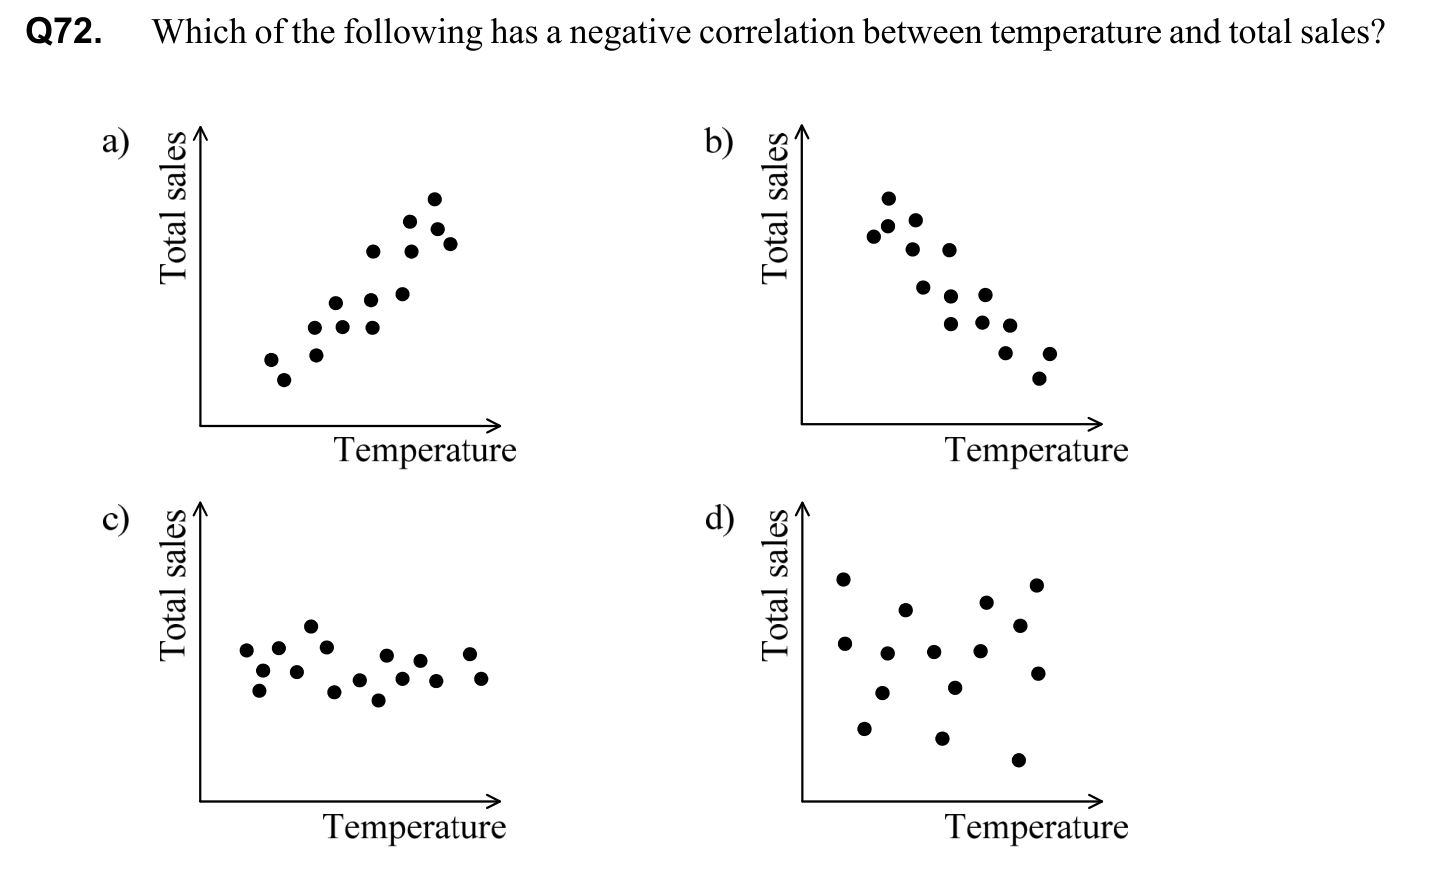 Q72. Which of the following has a negative correlation between temperature and total sales?
a)
Total sales
Temperature
b)
Total sales
Temperature
c)
Total sales
Temperature
d)
Total sales
Temperature